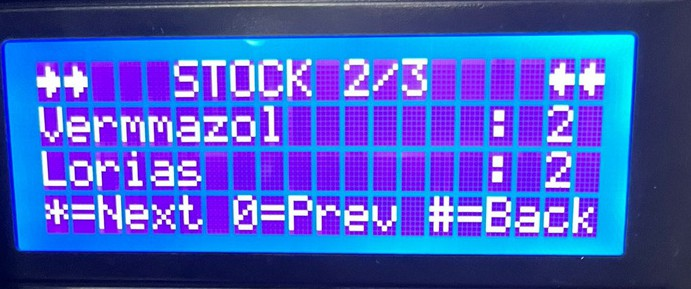 →→ STOCK 2/3 ←←
Vermmazol : 2
Lorias : 2
*=Next 0=Prev #=Back